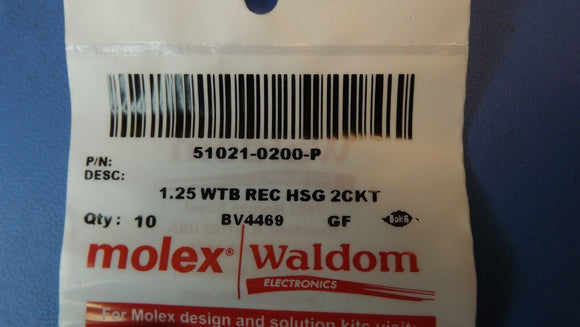 51021-0200-P
P/N:
DESC:
1.25 WTB REC HSG 2CKT
Qty: 10 BV4469 GF RoHS
molex® Waldom
ELECTRONICS
For Molex design and solution kits visit: